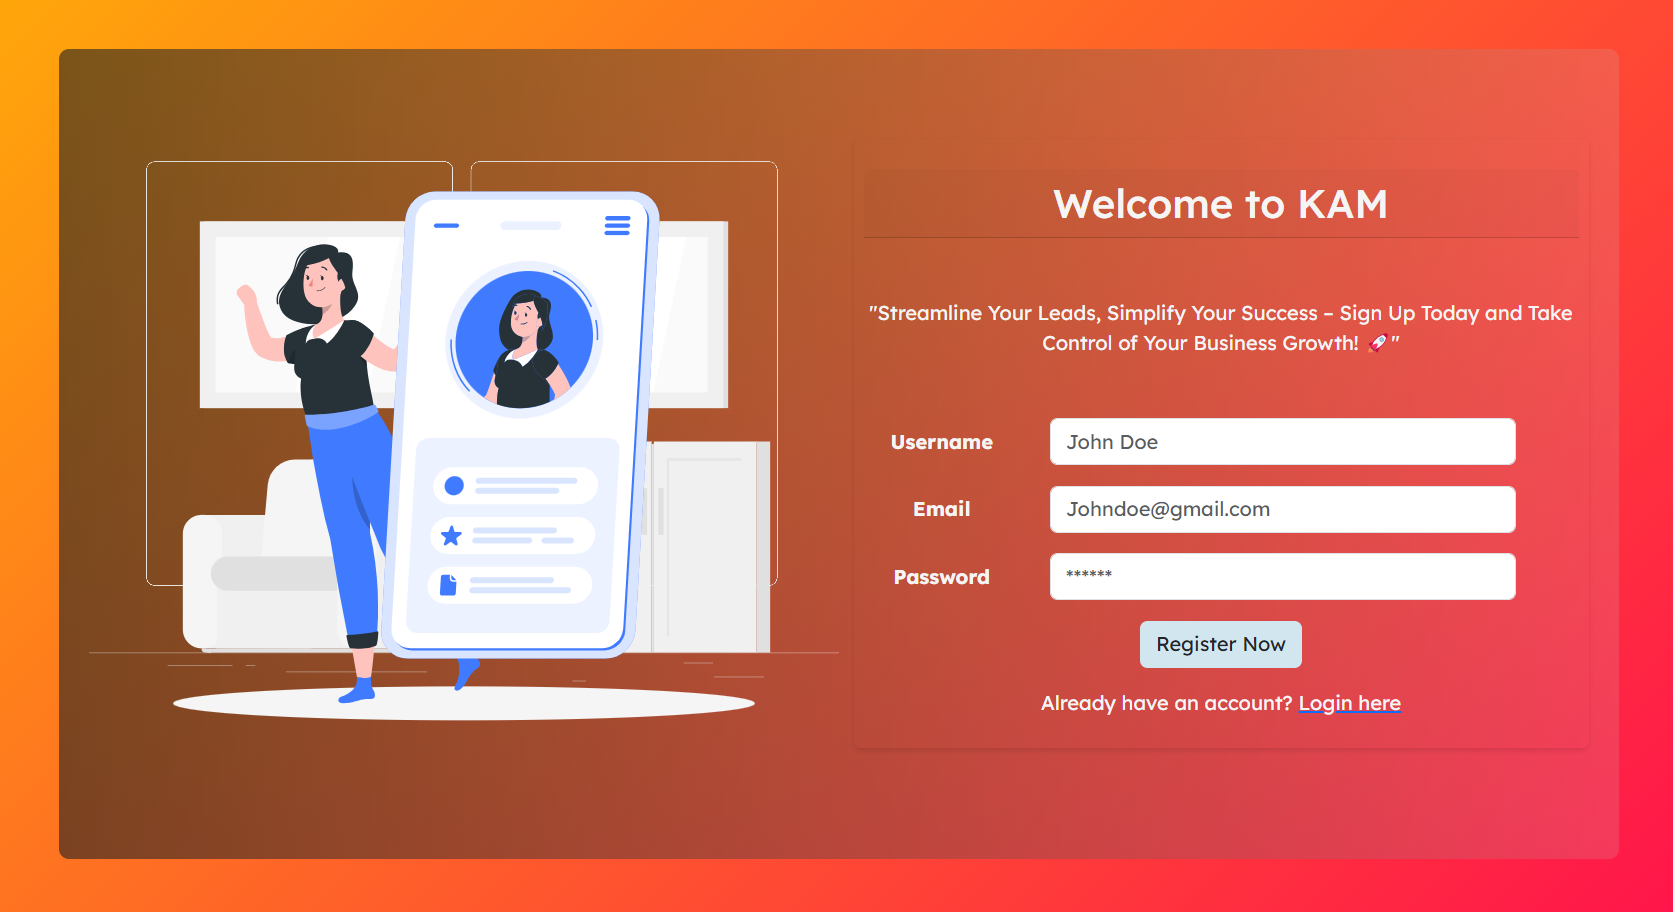 Welcome to KAM
"Streamline Your Leads, Simplify Your Success – Sign Up Today and Take
Control of Your Business Growth! 🚀"
Username
John Doe
Email
Johndoe@gmail.com
Password
******
Register Now
Already have an account? Login here